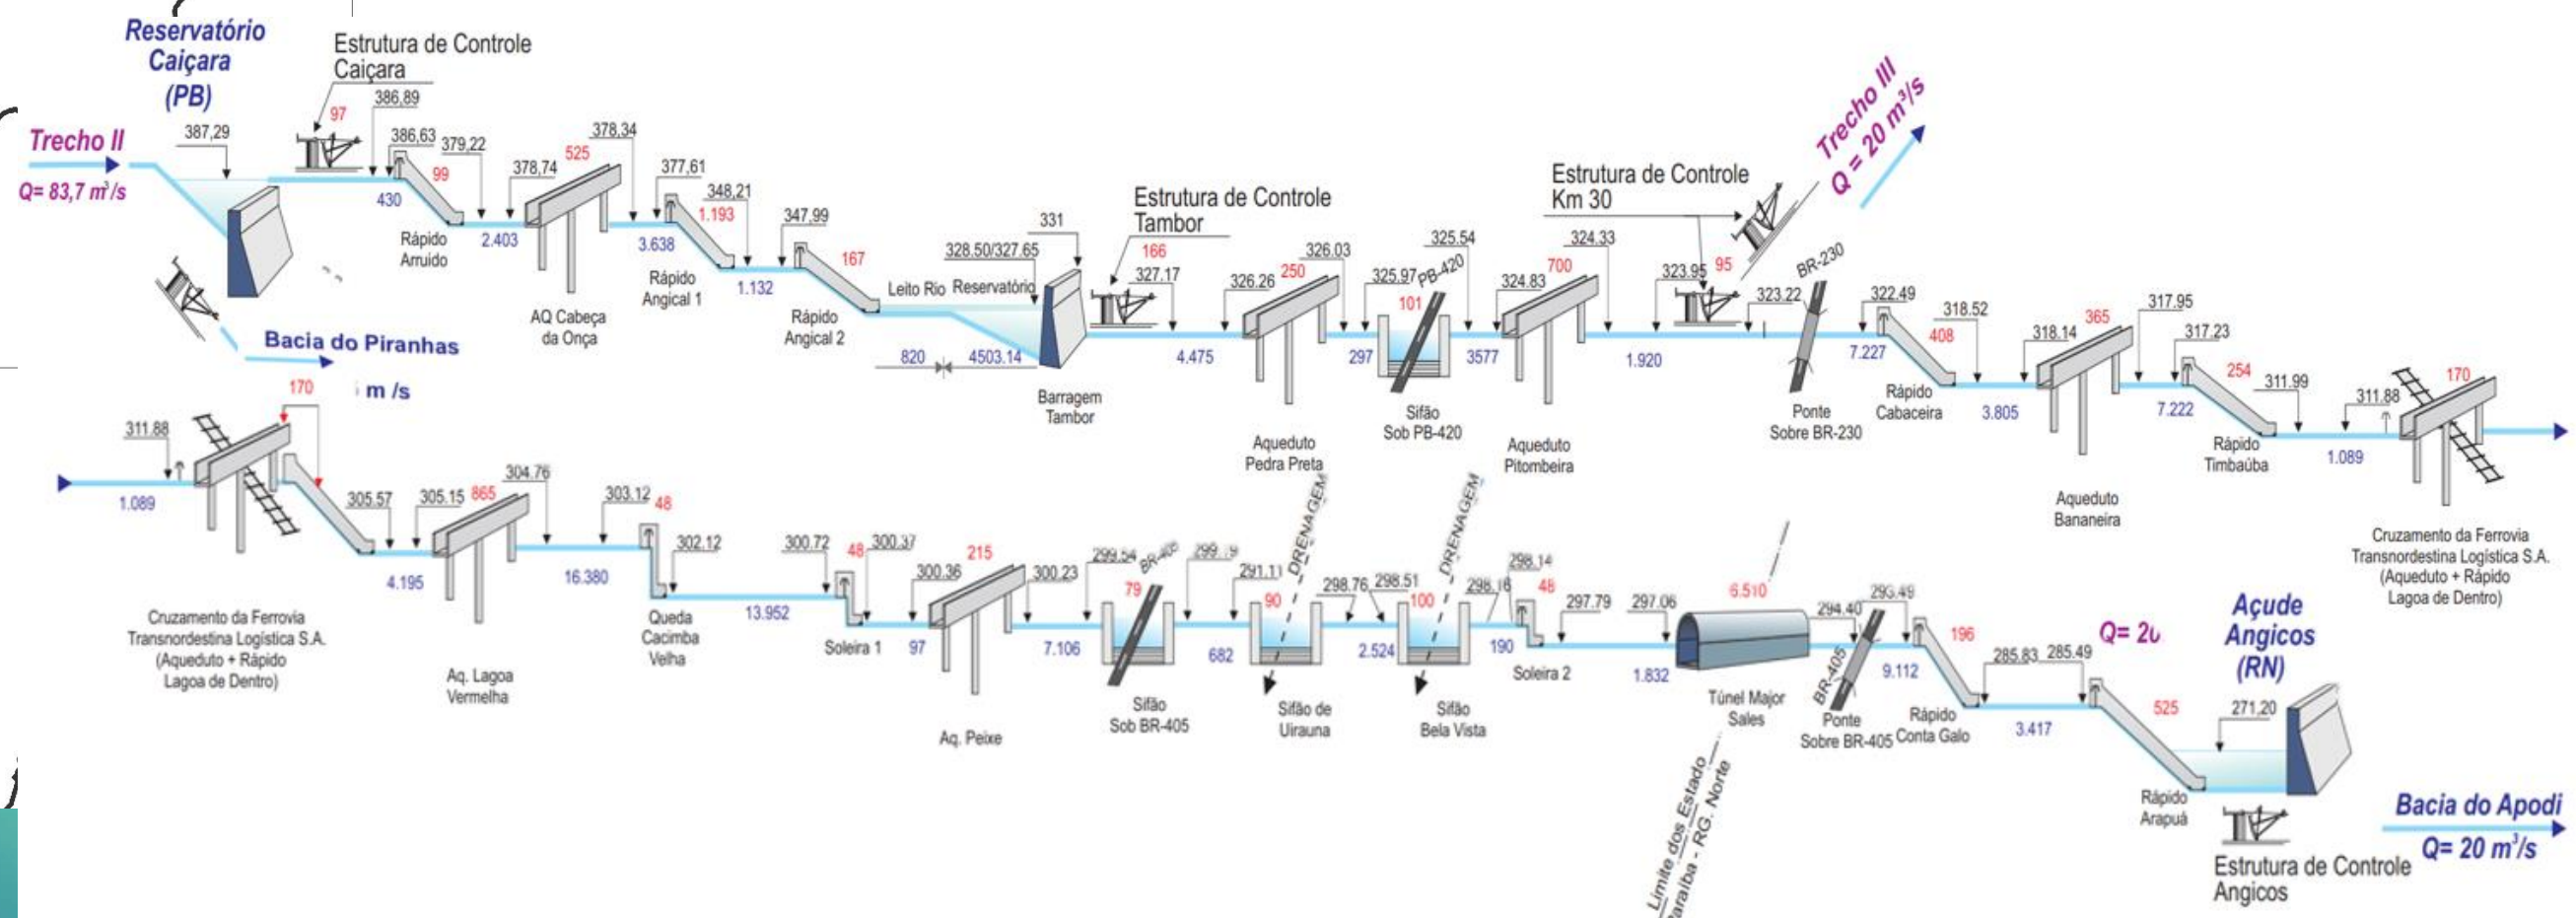 Reservatório
Caiçara
(PB)
Estrutura de Controle
Caiçara
Trecho II
Q= 83,7 m³/s
387,29
97
386,89
386,63
430
99
Rápido
Arruido
379,22
2.403
378,74
525
378,34
AQ Cabeça
da Onça
3.638
377,61
1.193
348,21
Rápido
Angical 1
1.132
347,99
167
Rápido
Angical 2
Leito Rio
Reservatório
328.50/327.65
331
820
4503.14
Barragem
Tambor
Estrutura de Controle
Tambor
166
327,17
4.475
326.26
250
326.03
Aqueduto
Pedra Preta
297
325.97
PB-420
101
325.54
Sifão
Sob PB-420
3577
324.83
700
324.33
Aqueduto
Pitombeira
1.920
Estrutura de Controle
Km 30
323.95
95
Trecho III
Q = 20 m³/s
323.22
BR-230
Ponte
Sobre BR-230
7.227
322.49
408
Rápido
Cabaceira
318.52
3.805
318.14
365
317.95
Aqueduto
Bananeira
7.222
317.23
254
Rápido
Timbaúba
311.99
1.089
311.88
170
Cruzamento da Ferrovia
Transnordestina Logística S.A.
(Aqueduto + Rápido
Lagoa de Dentro)
Bacia do Piranhas
m /s
311.88
1.089
170
Cruzamento da Ferrovia
Transnordestina Logística S.A.
(Aqueduto + Rápido
Lagoa de Dentro)
305.57
4.195
305.15
865
304.76
Aq. Lagoa
Vermelha
16.380
303.12
48
Queda
Cacimba
Velha
302.12
13.952
300.72
48
300.37
Soleira 1
97
300.36
215
300.23
Aq. Peixe
7.106
299.54
BR-405
79
Sifão
Sob BR-405
682
291.11
DRENAGEM
90
Sifão de
Uirauna
298.76
298.51
2.524
DRENAGEM
100
Sifão
Bela Vista
298.16
190
298.14
48
Soleira 2
297.79
1.832
297.06
6.510
Túnel Major
Sales
Limite dos Estado
Paraíba - RG. Norte
294.40
BR-405
Ponte
Sobre BR-405
293.49
9.112
196
Rápido
Conta Galo
285.83
285.49
3.417
525
Rápido
Arapuá
Q= 20
Açude
Angicos
(RN)
271,20
Estrutura de Controle
Angicos
Bacia do Apodi
Q= 20 m³/s